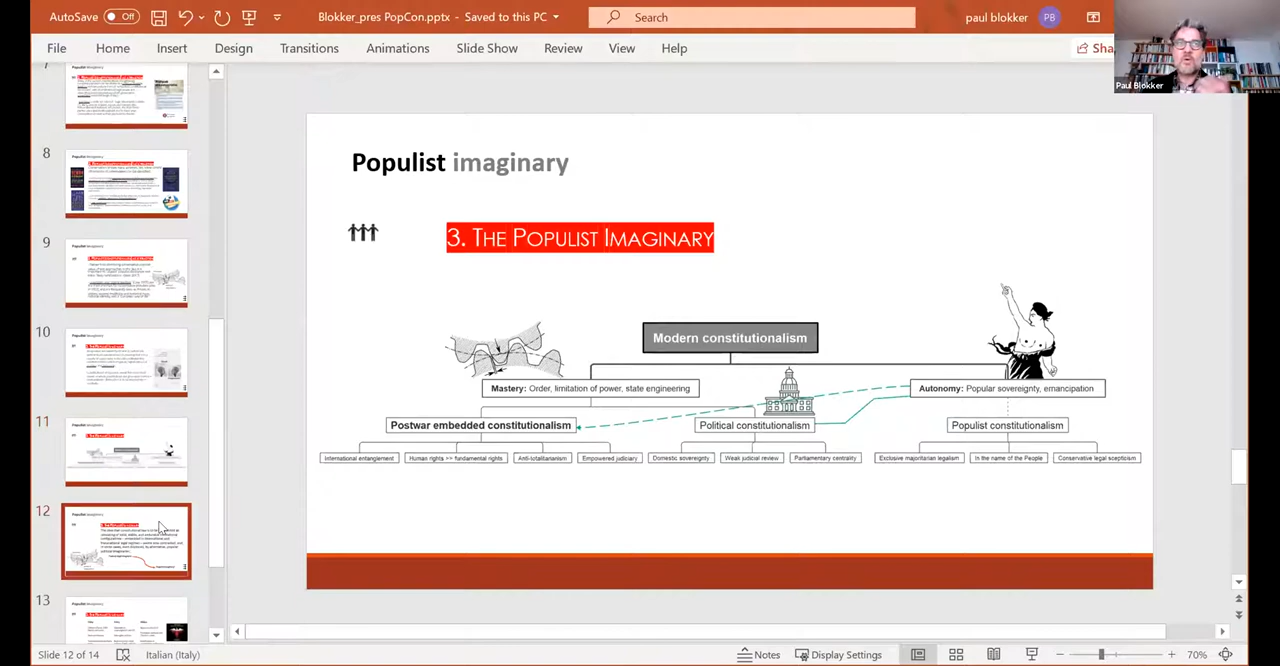 AutoSave Off Blokker_pres PopCon.pptx - Saved to this PC Search paul blokker PB
File Home Insert Design Transitions Animations Slide Show Review View Help Sha
Paul Blokker
7
8
9
10
11
12
13
Populist imaginary
3. THE POPULIST IMAGINARY
Modern constitutionalism
Mastery: Order, limitation of power, state engineering
Autonomy: Popular sovereignty, emancipation
Postwar embedded constitutionalism
Political constitutionalism
Populist constitutionalism
International entanglement
Human rights >> fundamental rights
Anti-totalitarianism
Empowered judiciary
Domestic sovereignty
Weak judicial review
Parliamentary centrality
Exclusive majoritarian legalism
In the name of the People
Conservative legal scepticism
Slide 12 of 14 Italian (Italy) Notes Display Settings 70%